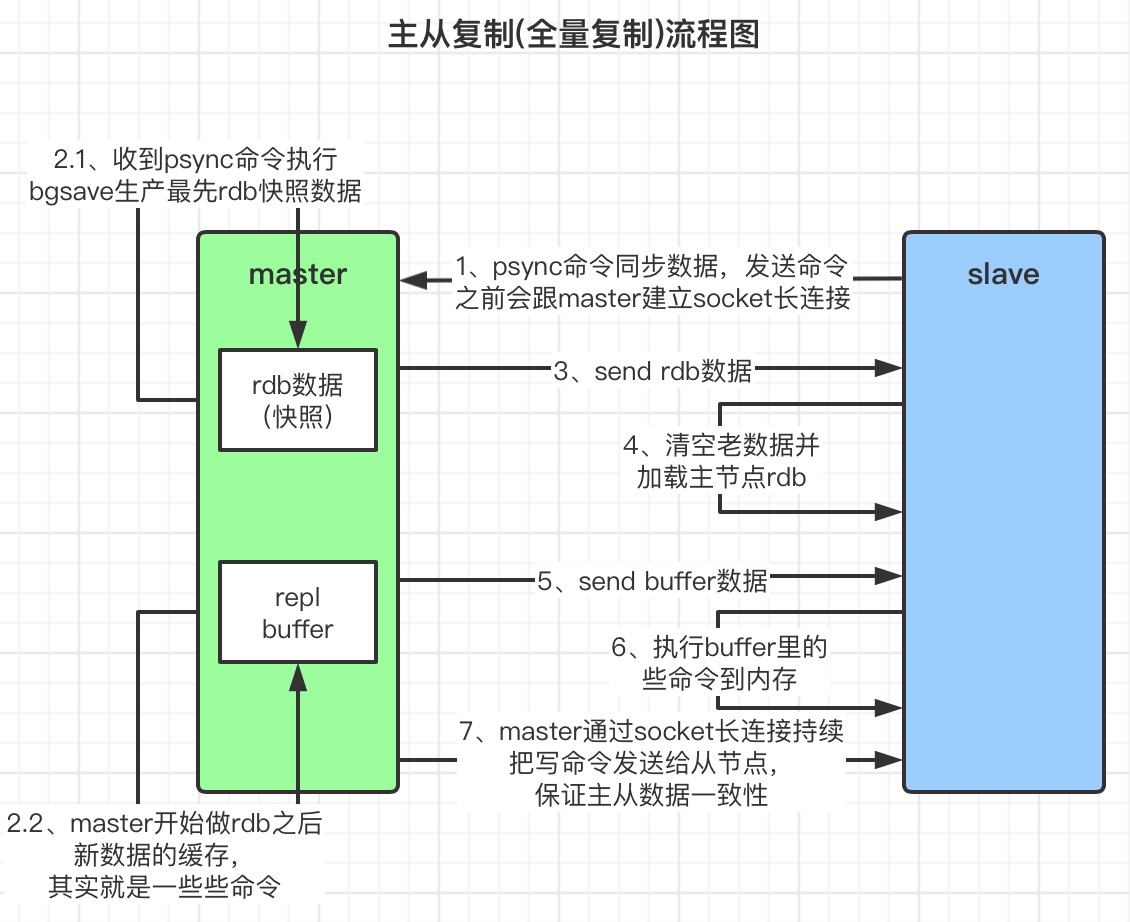 主从复制(全量复制)流程图
2.1、收到psync命令执行
bgsave生产最先rdb快照数据
master
slave
1、psync命令同步数据，发送命令
之前会跟master建立socket长连接
rdb数据
（快照）
3、send rdb数据
4、清空老数据并
加载主节点rdb
repl
buffer
5、send buffer数据
6、执行buffer里的
些命令到内存
7、master通过socket长连接持续
把写命令发送给从节点，
保证主从数据一致性
2.2、master开始做rdb之后
新数据的缓存，
其实就是一些些命令